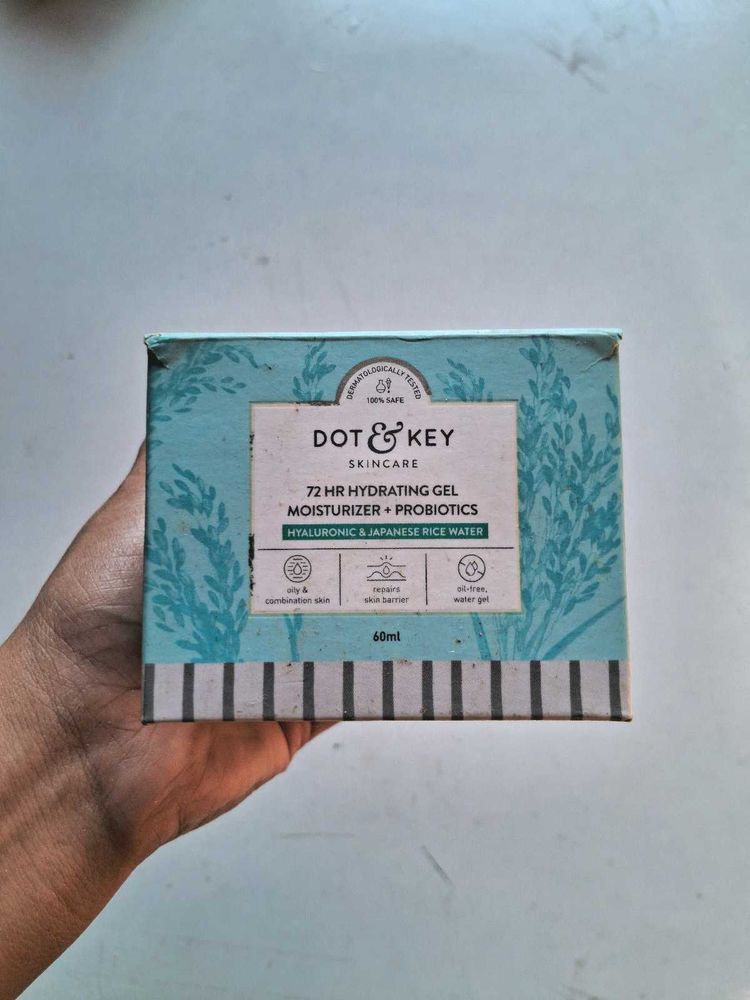 DERMATOLOGICALLY TESTED
100% SAFE
DOT & KEY
SKINCARE
72 HR HYDRATING GEL
MOISTURIZER + PROBIOTICS
HYALURONIC & JAPANESE RICE WATER
oily &
combination skin
repairs
skin barrier
oil-free,
water gel
60ml